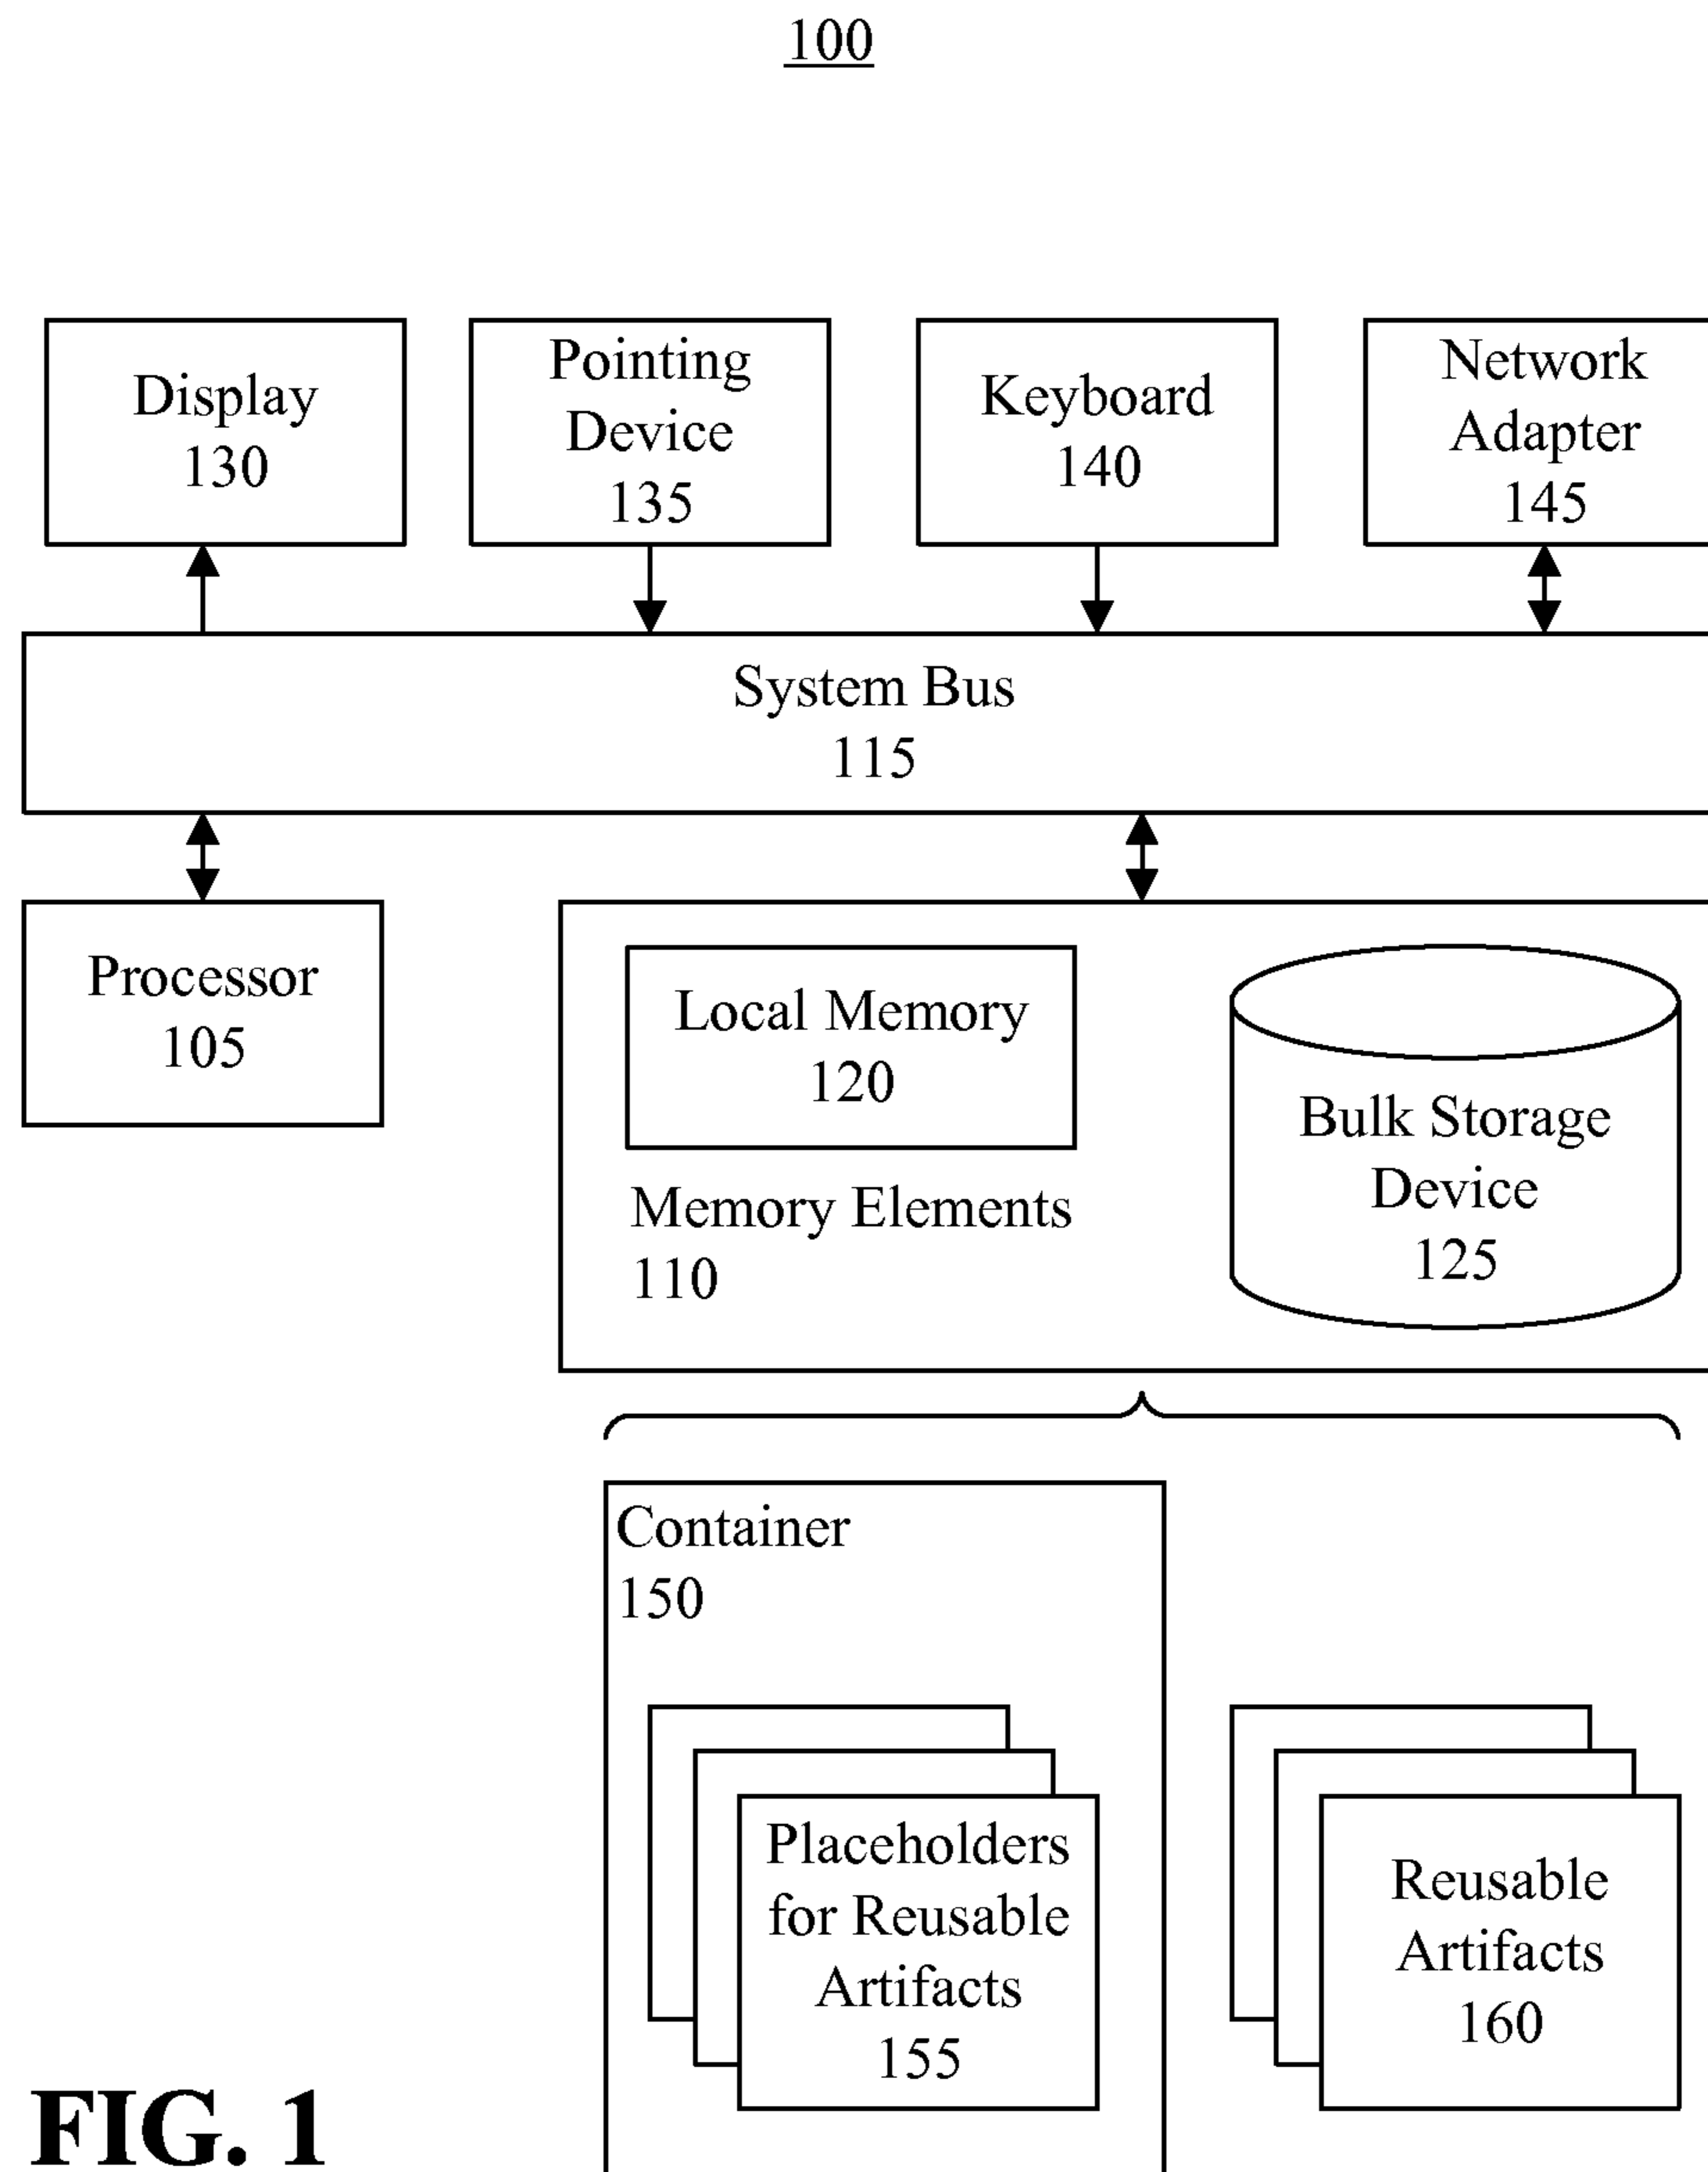 100
Display
130
Pointing
Device
135
Keyboard
140
Network
Adapter
145
System Bus
115
Processor
105
Local Memory
120
Memory Elements
110
Bulk Storage
Device
125
Container
150
Placeholders
for Reusable
Artifacts
155
Reusable
Artifacts
160
FIG. 1